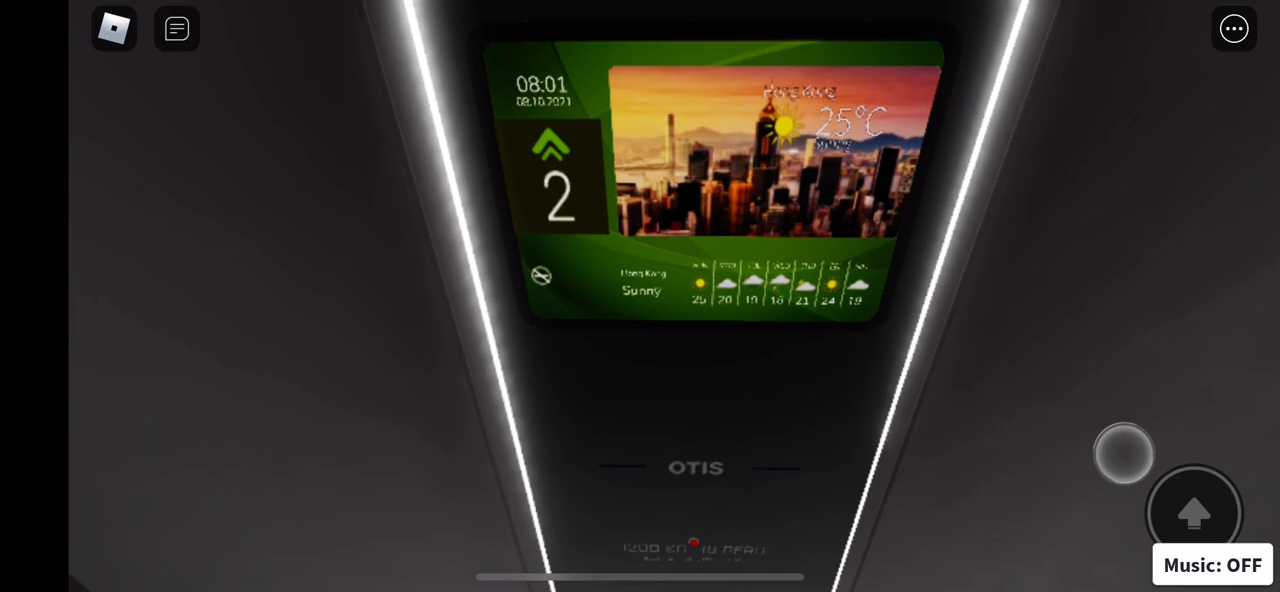 08:01
08.10.2021
2
Hong Kong
25°C
Sunny
Hong Kong
Sunny
25 20 19 18 21 24 19
OTIS
Music: OFF